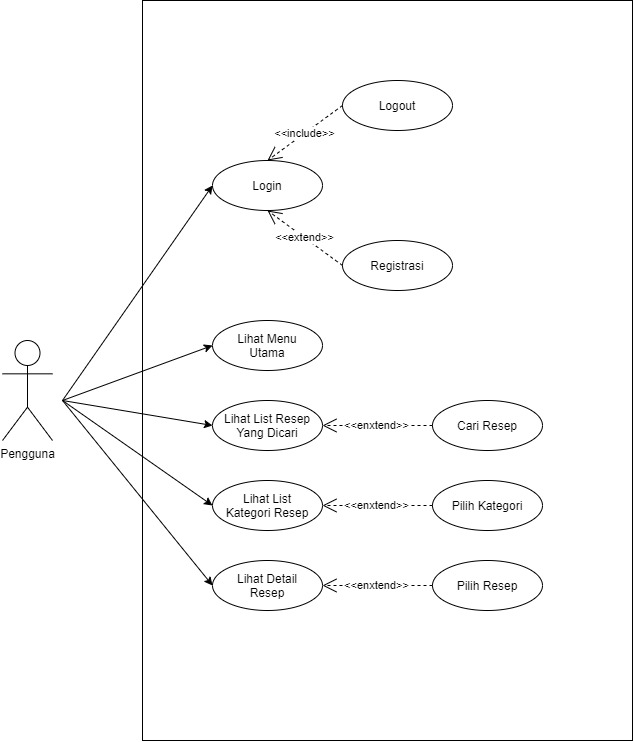 Logout
<<include>>
Login
<<extend>>
Registrasi
Lihat Menu
Utama
Pengguna
Lihat List Resep
Yang Dicari
<<enxtend>>
Cari Resep
Lihat List
Kategori Resep
<<enxtend>>
Pilih Kategori
Lihat Detail
Resep
<<enxtend>>
Pilih Resep